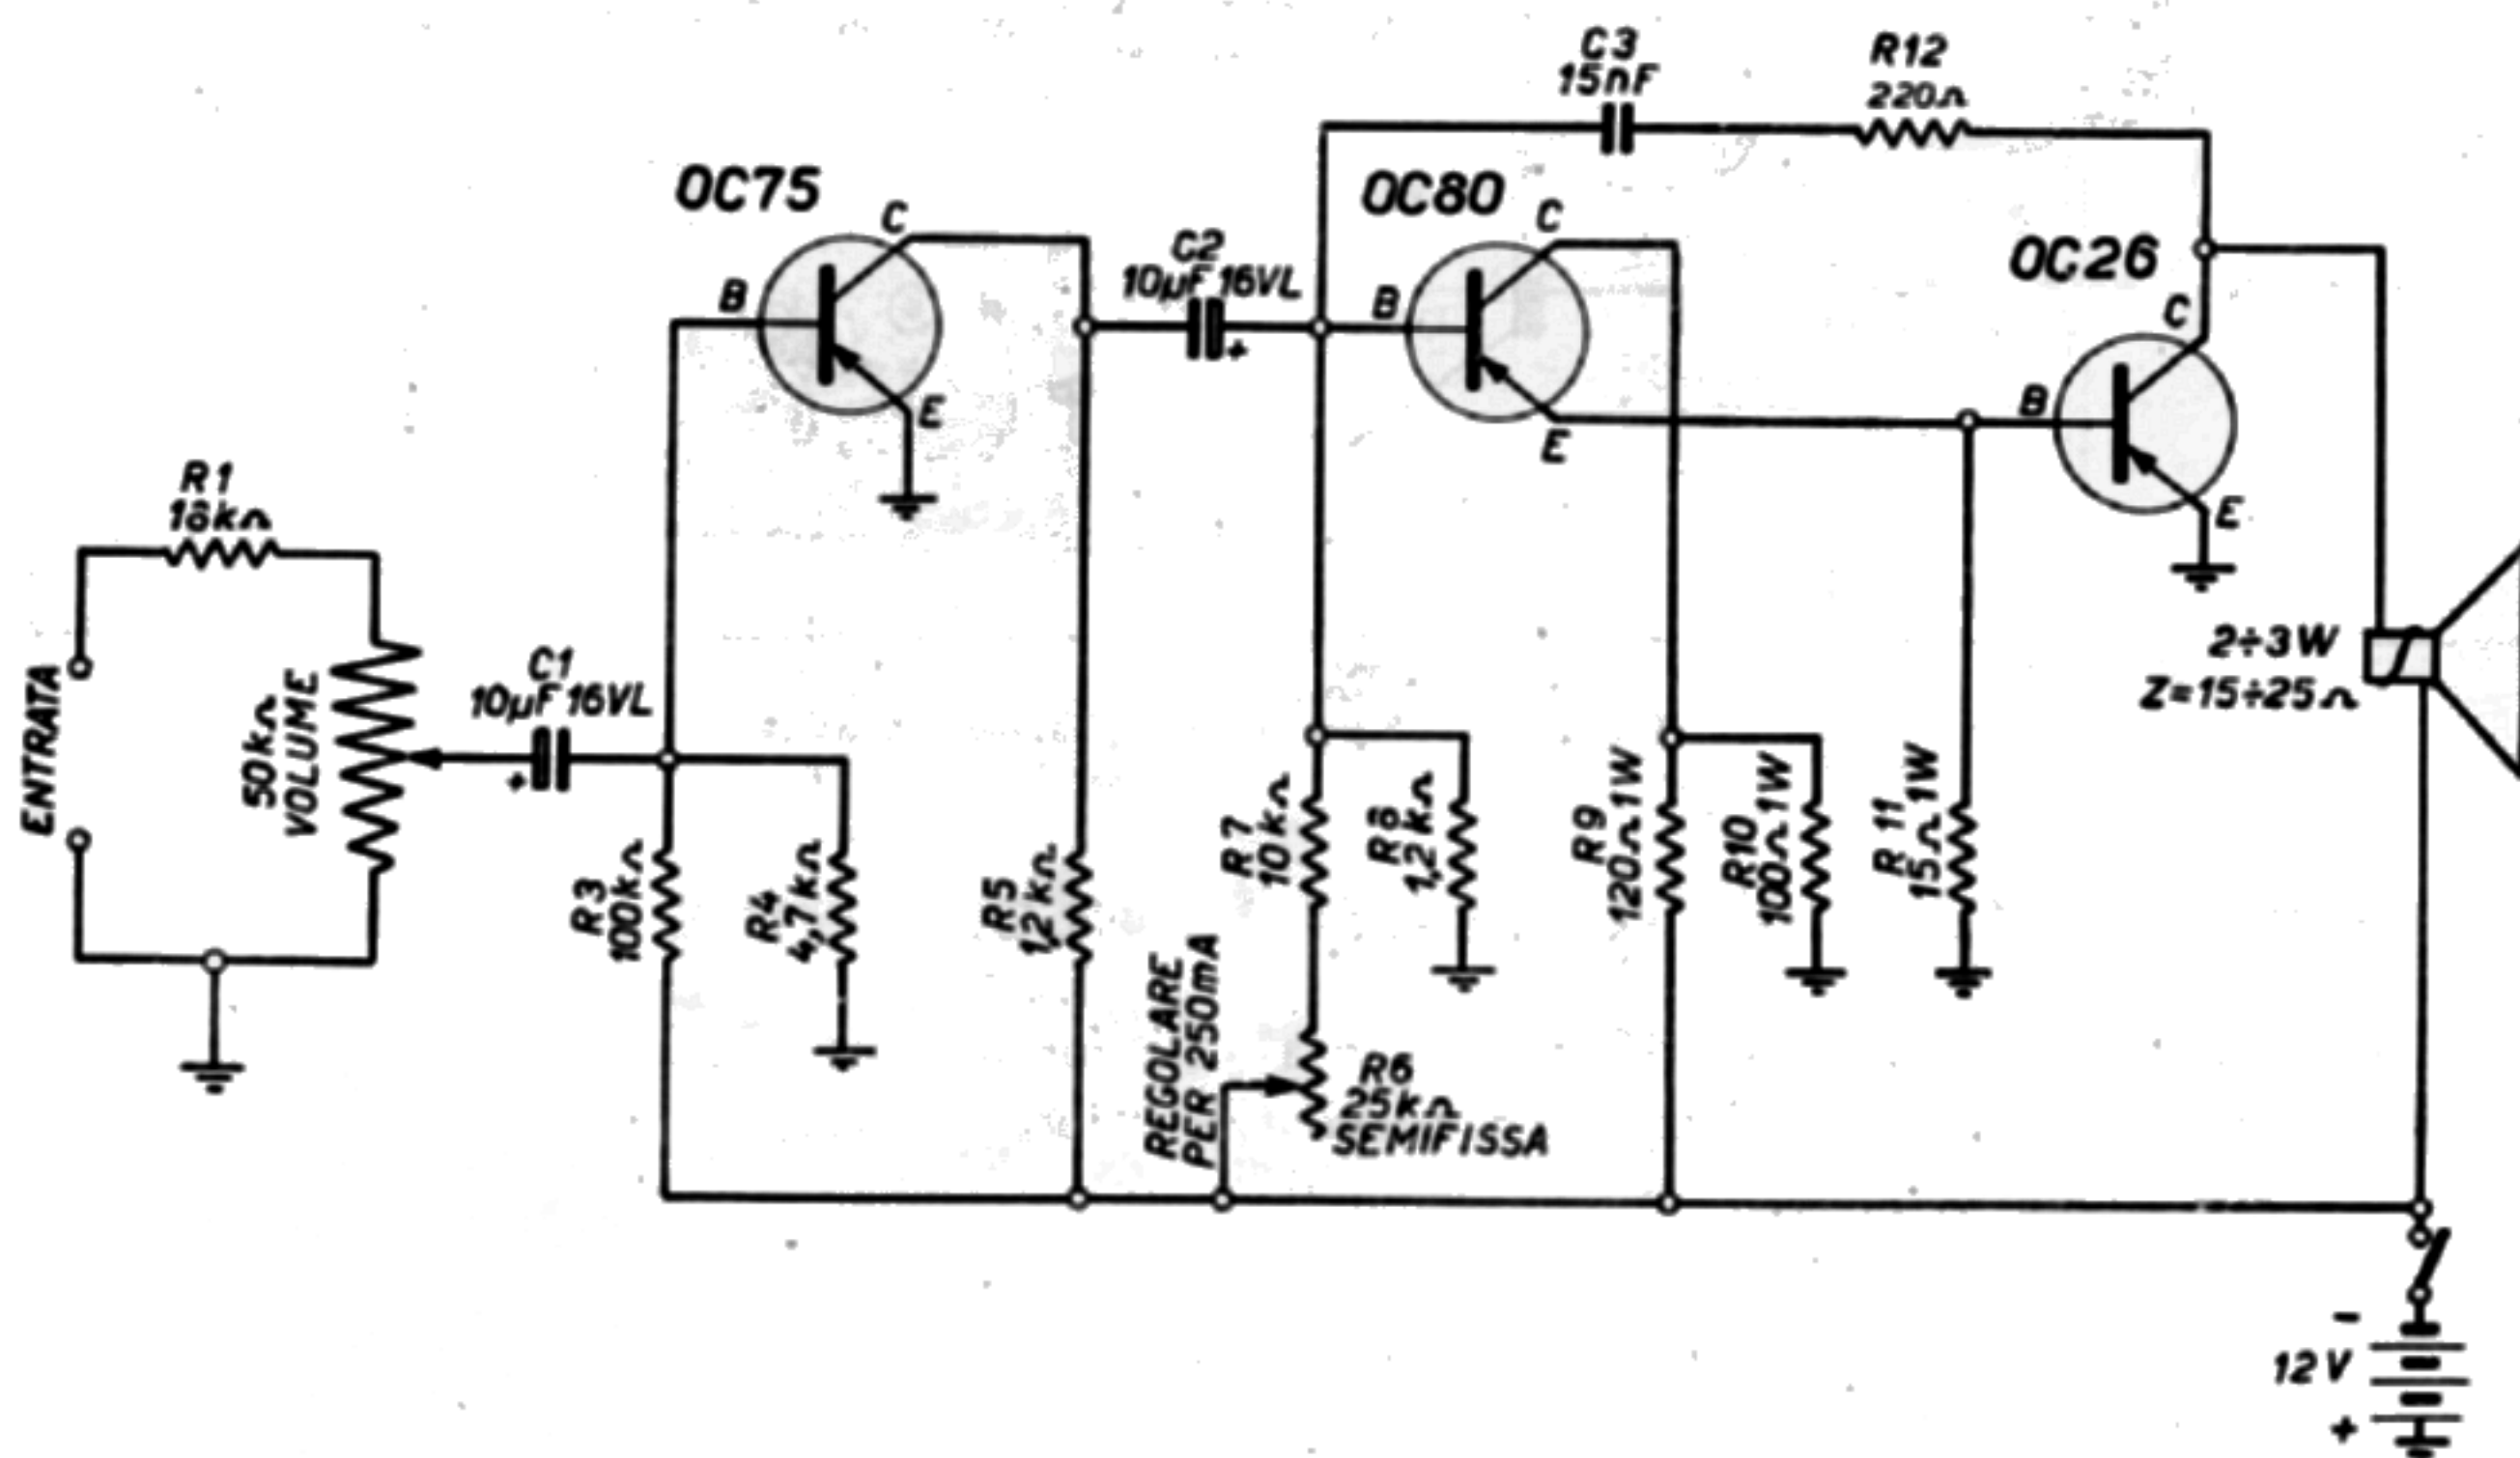 C3
15nF
R12
220Ω
OC75
C
B
E
C2
10µF 16VL
+
OC80
C
B
E
OC26
C
B
E
R1
18kΩ
ENTRATA
50kΩ
VOLUME
C1
10µF 16VL
+
R3
100kΩ
R4
4,7kΩ
R5
1,2kΩ
REGOLARE
PER 250mA
R7
10kΩ
R8
1,2kΩ
R6
25kΩ
SEMIFISSA
R9
120Ω 1W
R10
100Ω 1W
R 11
15Ω 1W
2÷3W
Z=15÷25Ω
-
12V
+